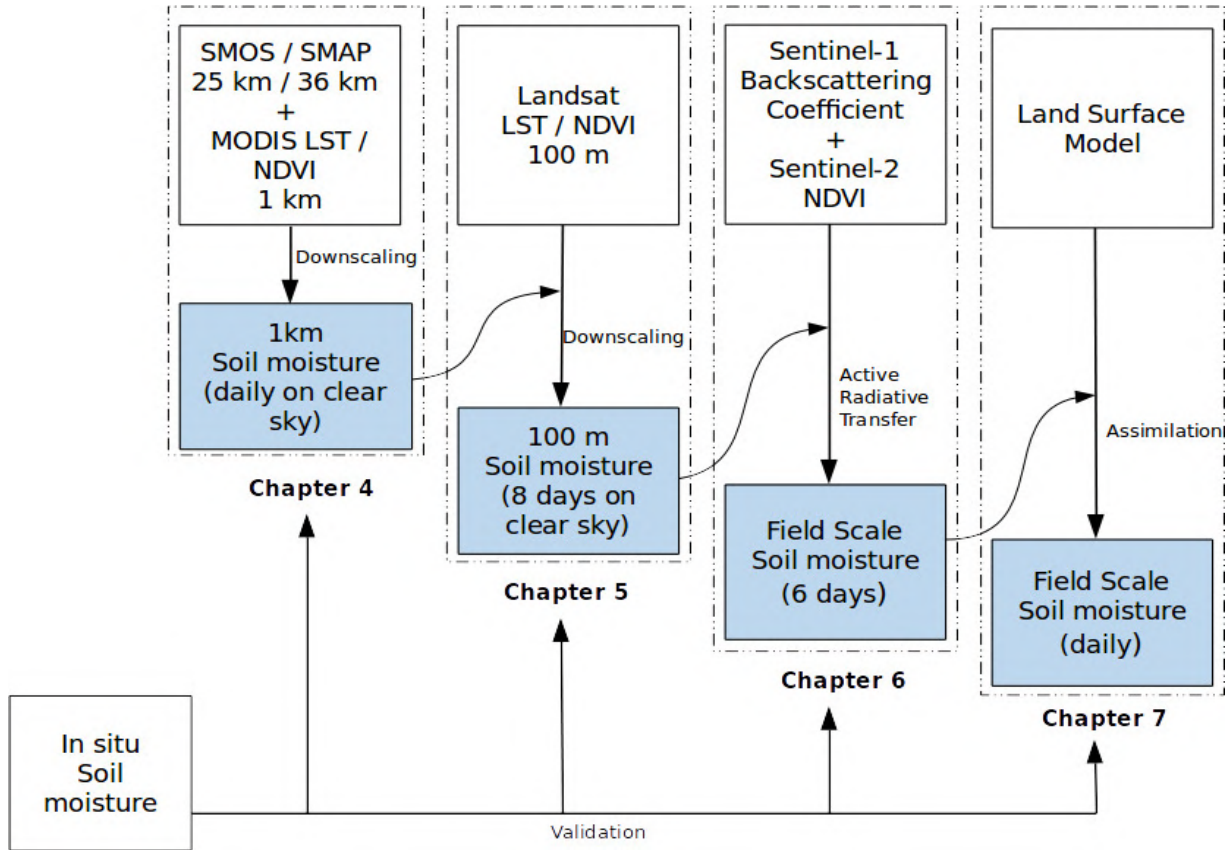 SMOS / SMAP
25 km / 36 km
+
MODIS LST /
NDVI
1 km
Downscaling
1km
Soil moisture
(daily on clear
sky)
Chapter 4
Landsat
LST / NDVI
100 m
Downscaling
100 m
Soil moisture
(8 days on
clear sky)
Chapter 5
Sentinel-1
Backscattering
Coefficient
+
Sentinel-2
NDVI
Active
Radiative
Transfer
Field Scale
Soil moisture
(6 days)
Chapter 6
Land Surface
Model
Assimilation
Field Scale
Soil moisture
(daily)
Chapter 7
In situ
Soil
moisture
Validation